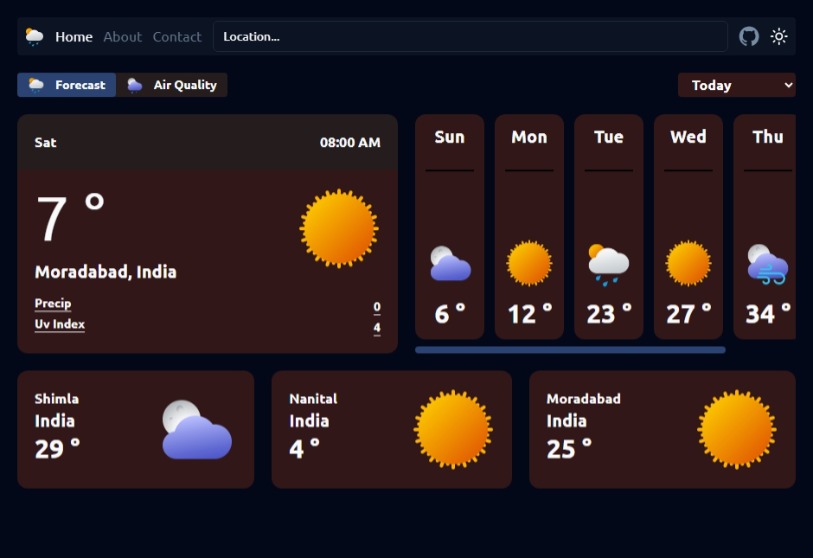 Home About Contact Location...
Forecast Air Quality Today
Sat 08:00 AM
7 °
Moradabad, India
Precip 0
Uv Index 4
Sun Mon Tue Wed Thu
6 ° 12 ° 23 ° 27 ° 34 °
Shimla
India
29 °
Nanital
India
4 °
Moradabad
India
25 °